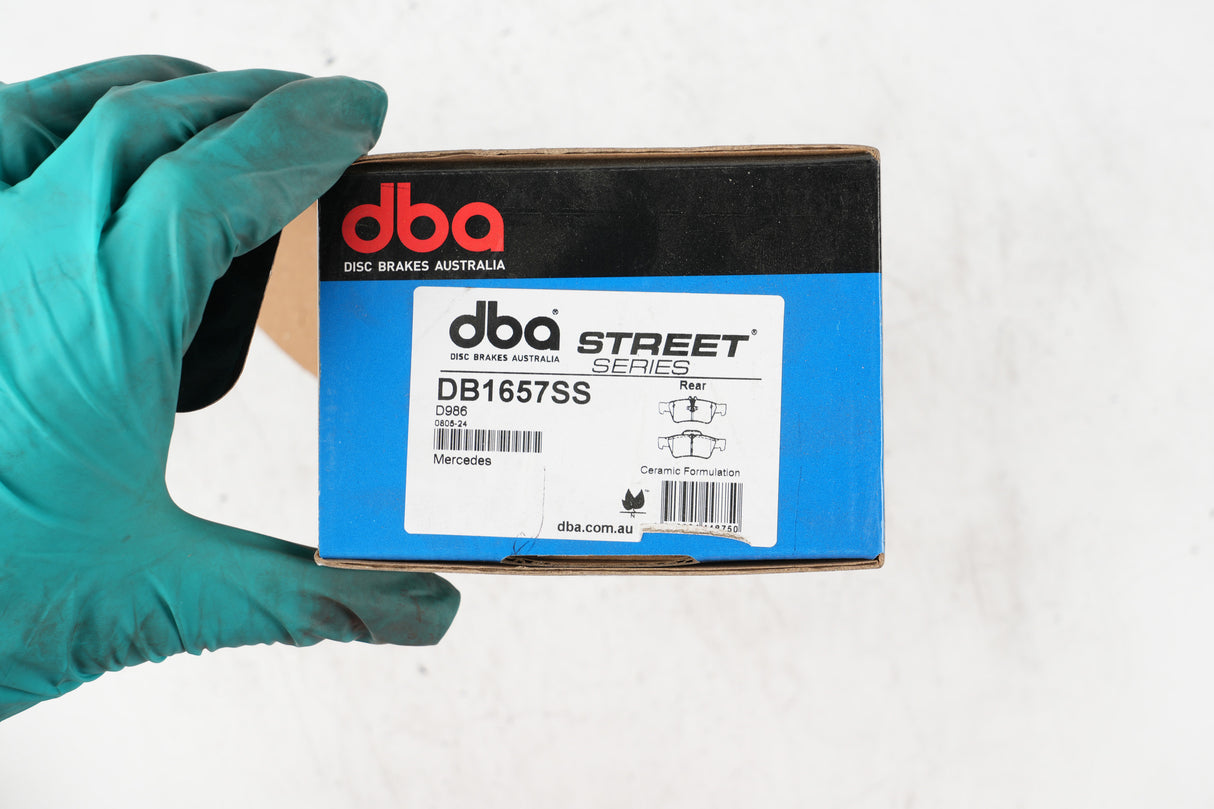 dba
DISC BRAKES AUSTRALIA
dba®
DISC BRAKES AUSTRALIA
STREET®
SERIES
DB1657SS
Rear
D986
0805-24
Mercedes
Ceramic Formulation
™
N
dba.com.au